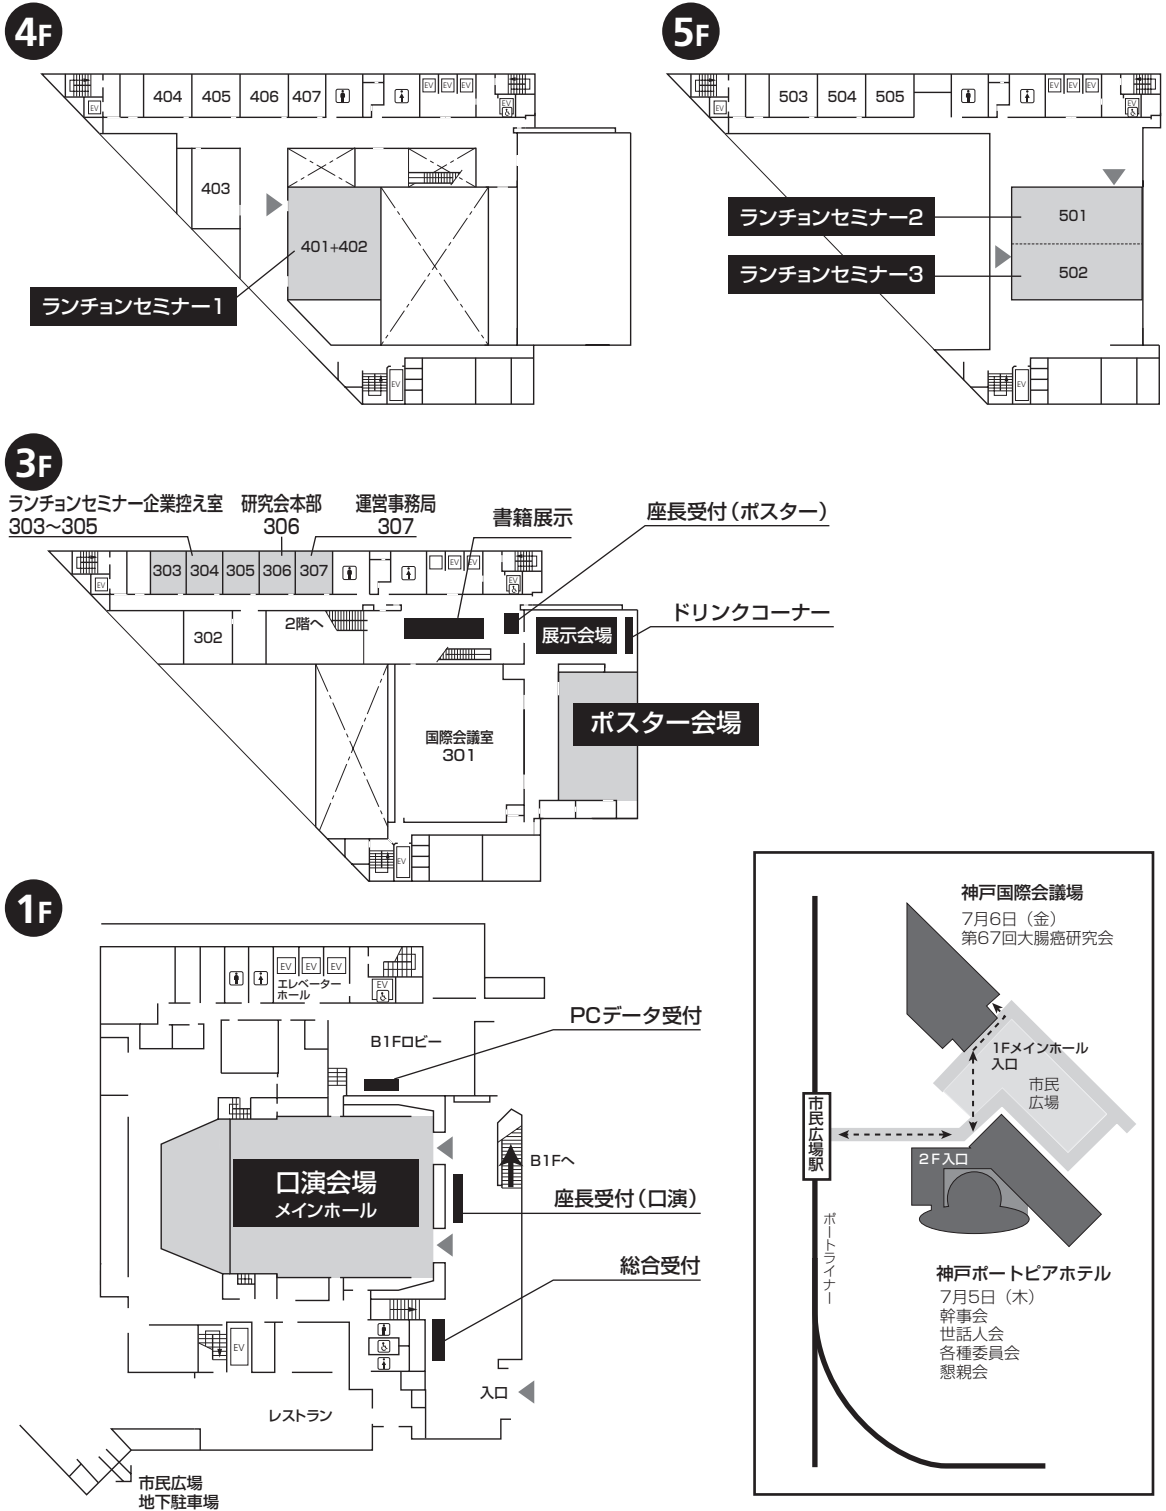 4F
404 405 406 407
EV EV EV
EV
EV
403
401+402
ランチョンセミナー1
EV
5F
503 504 505
EV EV EV
EV
EV
ランチョンセミナー2
501
ランチョンセミナー3
502
EV
3F
ランチョンセミナー企業控え室
303〜305
研究会本部
306
運営事務局
307
書籍展示
座長受付（ポスター）
303 304 305 306 307
EV EV
EV
EV
302
2階へ
展示会場
ドリンクコーナー
ポスター会場
国際会議室
301
EV
1F
EV EV EV
エレベーター
ホール
EV
PCデータ受付
B1Fロビー
口演会場
メインホール
B1Fへ
座長受付（口演）
総合受付
EV
入口
レストラン
市民広場
地下駐車場
神戸国際会議場
7月6日（金）
第67回大腸癌研究会
1Fメインホール
入口
市民
広場
市民広場駅
2F入口
ポートライナー
神戸ポートピアホテル
7月5日（木）
幹事会
世話人会
各種委員会
懇親会